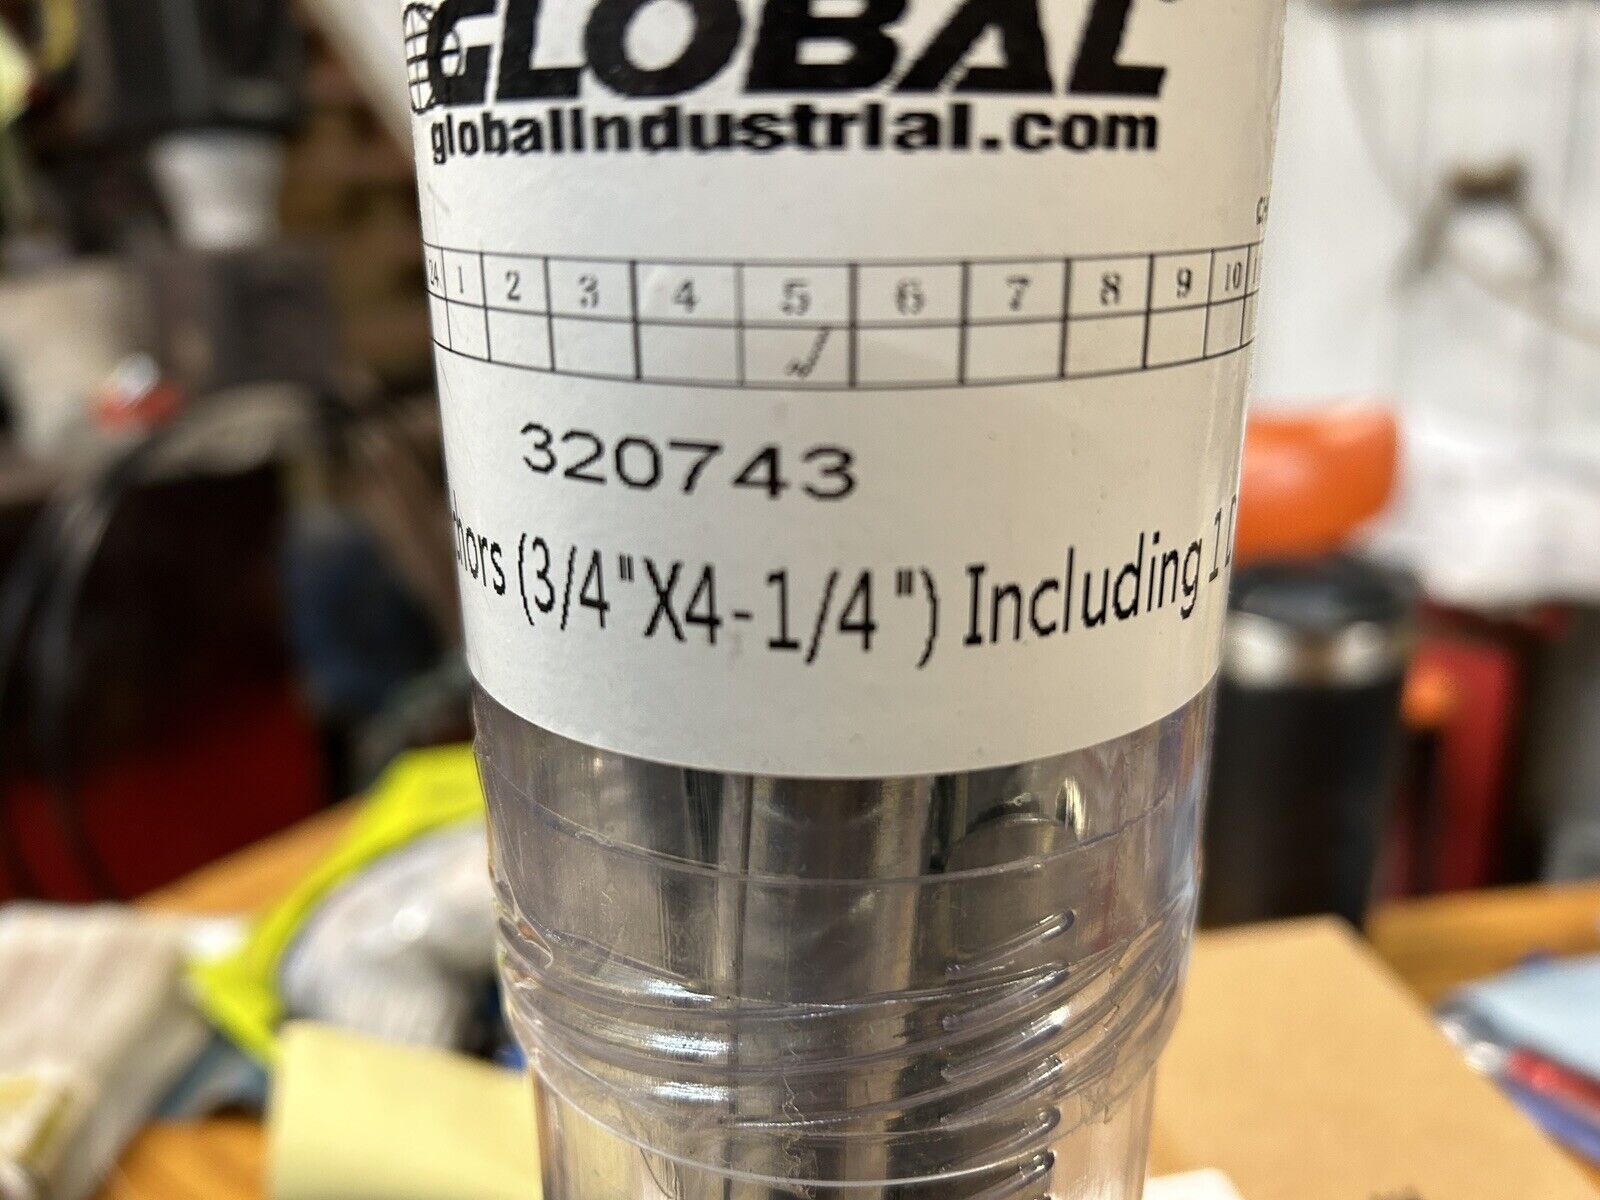 GLOBAL
globalindustrial.com
24 1 2 3 4 5 6 7 8 9 10
320743
(3/4"X4-1/4") Including 1